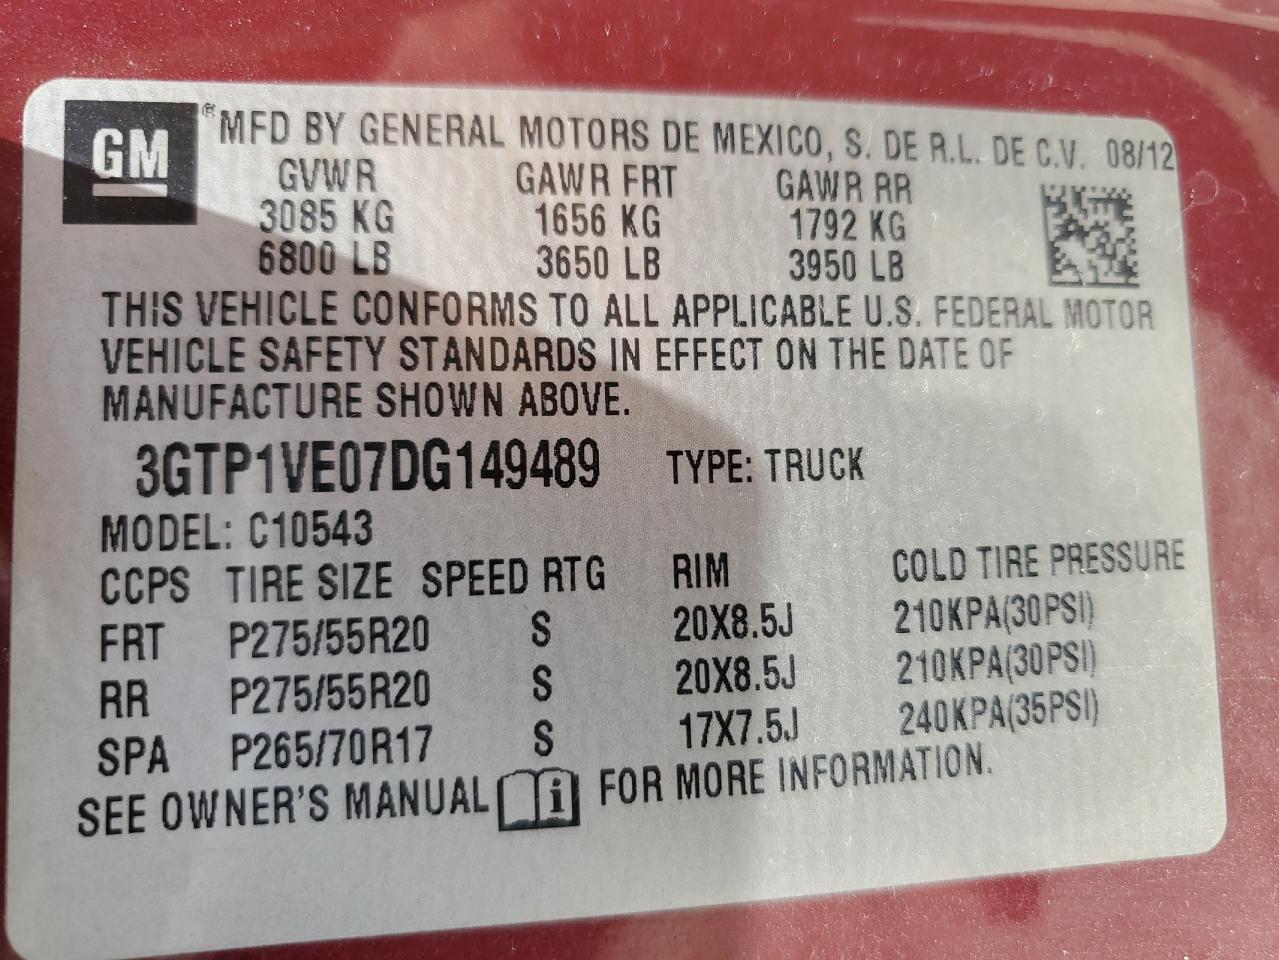 GM ® MFD BY GENERAL MOTORS DE MEXICO, S. DE R.L. DE C.V. 08/12
GVWR GAWR FRT GAWR RR
3085 KG 1656 KG 1792 KG
6800 LB 3650 LB 3950 LB
THIS VEHICLE CONFORMS TO ALL APPLICABLE U.S. FEDERAL MOTOR
VEHICLE SAFETY STANDARDS IN EFFECT ON THE DATE OF
MANUFACTURE SHOWN ABOVE.
3GTP1VE07DG149489 TYPE: TRUCK
MODEL: C10543
CCPS TIRE SIZE SPEED RTG RIM COLD TIRE PRESSURE
FRT P275/55R20 S 20X8.5J 210KPA(30PSI)
RR P275/55R20 S 20X8.5J 210KPA(30PSI)
SPA P265/70R17 S 17X7.5J 240KPA(35PSI)
SEE OWNER'S MANUAL i FOR MORE INFORMATION.